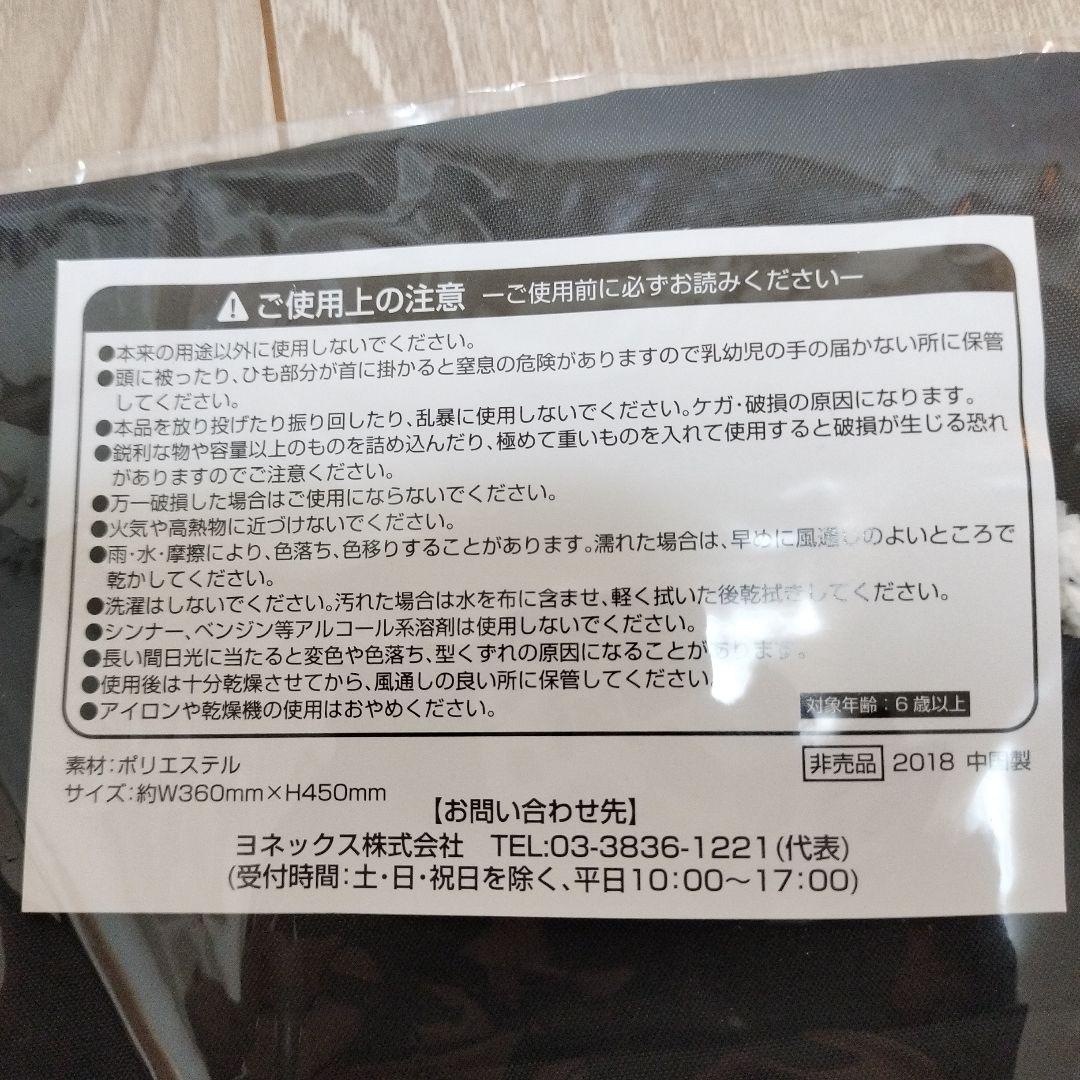 ご使用上の注意 ーご使用前に必ずお読みくださいー
●本来の用途以外に使用しないでください。
●頭に被ったり、ひも部分が首に掛かると窒息の危険がありますので乳幼児の手の届かない所に保管
してください。
●本品を放り投げたり振り回したり、乱暴に使用しないでください。ケガ・破損の原因になります。
●鋭利な物や容量以上のものを詰め込んだり、極めて重いものを入れて使用すると破損が生じる恐れ
がありますのでご注意ください。
●万一破損した場合はご使用にならないでください。
●火気や高熱物に近づけないでください。
●雨・水・摩擦により、色落ち、色移りすることがあります。濡れた場合は、早めに風通しのよいところで
乾かしてください。
●洗濯はしないでください。汚れた場合は水を布に含ませ、軽く拭いた後乾拭きしてください。
●シンナー、ベンジン等アルコール系溶剤は使用しないでください。
●長い間日光に当たると変色や色落ち、型くずれの原因になることがあります。
●使用後は十分乾燥させてから、風通しの良い所に保管してください。
●アイロンや乾燥機の使用はおやめください。
対象年齢：6歳以上
素材：ポリエステル
非売品 2018 中国製
サイズ：約W360mm×H450mm
【お問い合わせ先】
ヨネックス株式会社 TEL:03-3836-1221(代表)
(受付時間：土・日・祝日を除く、平日10：00〜17：00)